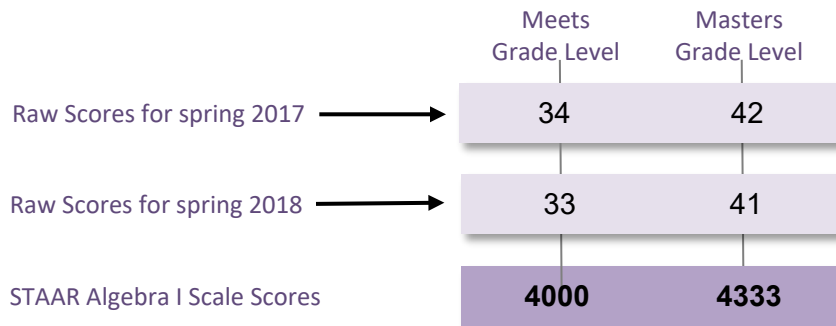 Meets Masters
Grade Level Grade Level
Raw Scores for spring 2017 34 42
Raw Scores for spring 2018 33 41
STAAR Algebra I Scale Scores 4000 4333